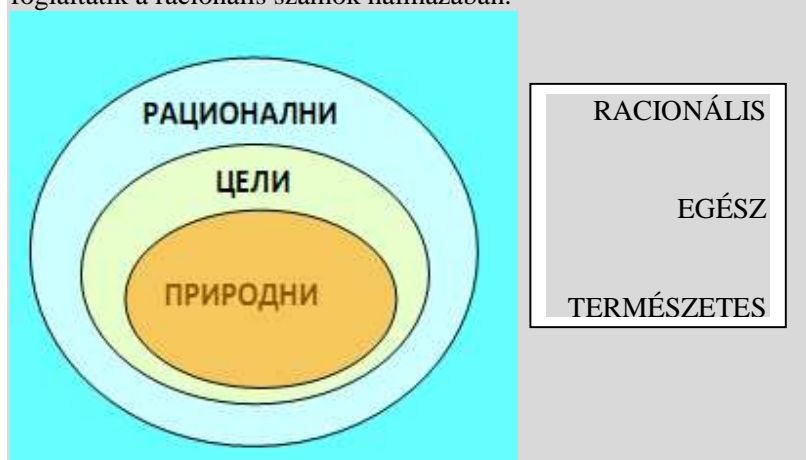 foglaltatik a racionális számok halmazában.
РАЦИОНАЛНИ
ЦЕЛИ
ПРИРОДНИ
RACIONÁLIS
EGÉSZ
TERMÉSZETES